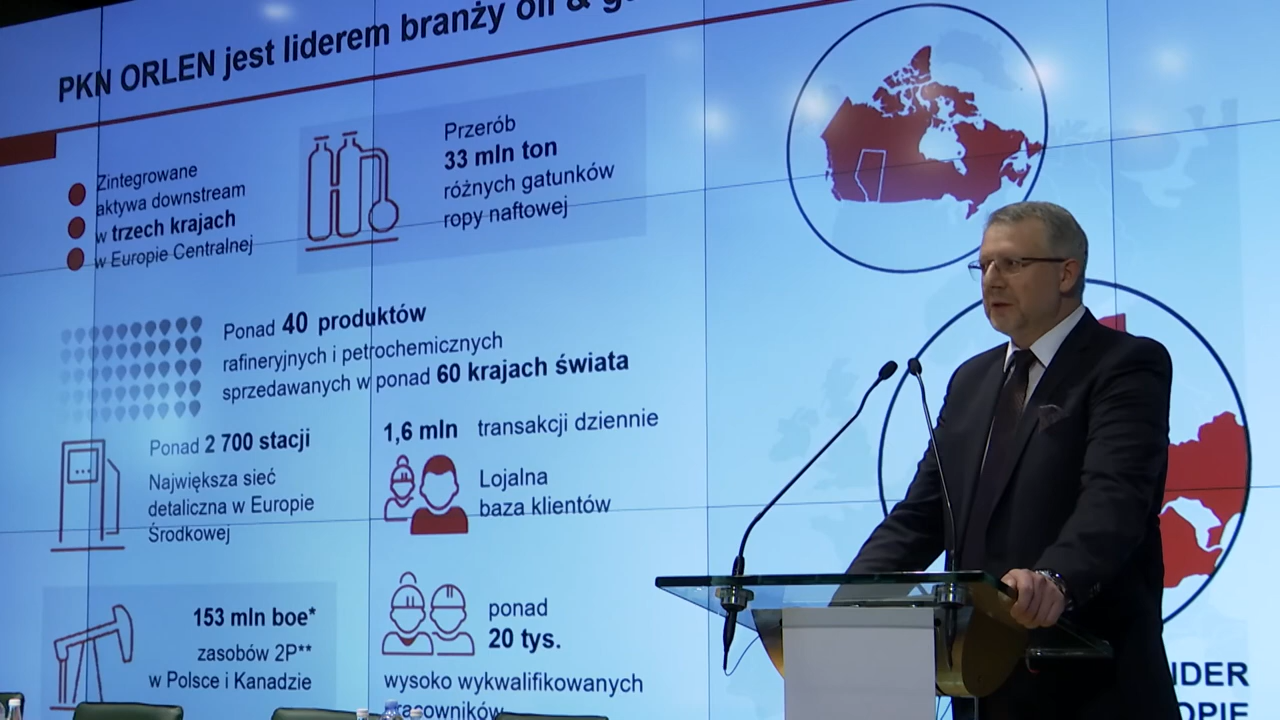 PKN ORLEN jest liderem branży oil &
Zintegrowane
aktywa downstream
w trzech krajach
w Europie Centralnej
Przerób
33 mln ton
różnych gatunków
ropy naftowej
Ponad 40 produktów
rafineryjnych i petrochemicznych
sprzedawanych w ponad 60 krajach świata
Ponad 2 700 stacji
Największa sieć
detaliczna w Europie
Środkowej
1,6 mln transakcji dziennie
Lojalna
baza klientów
153 mln boe*
zasobów 2P**
w Polsce i Kanadzie
ponad
20 tys.
wysoko wykwalifikowanych
racowników
LIDER
OPIE